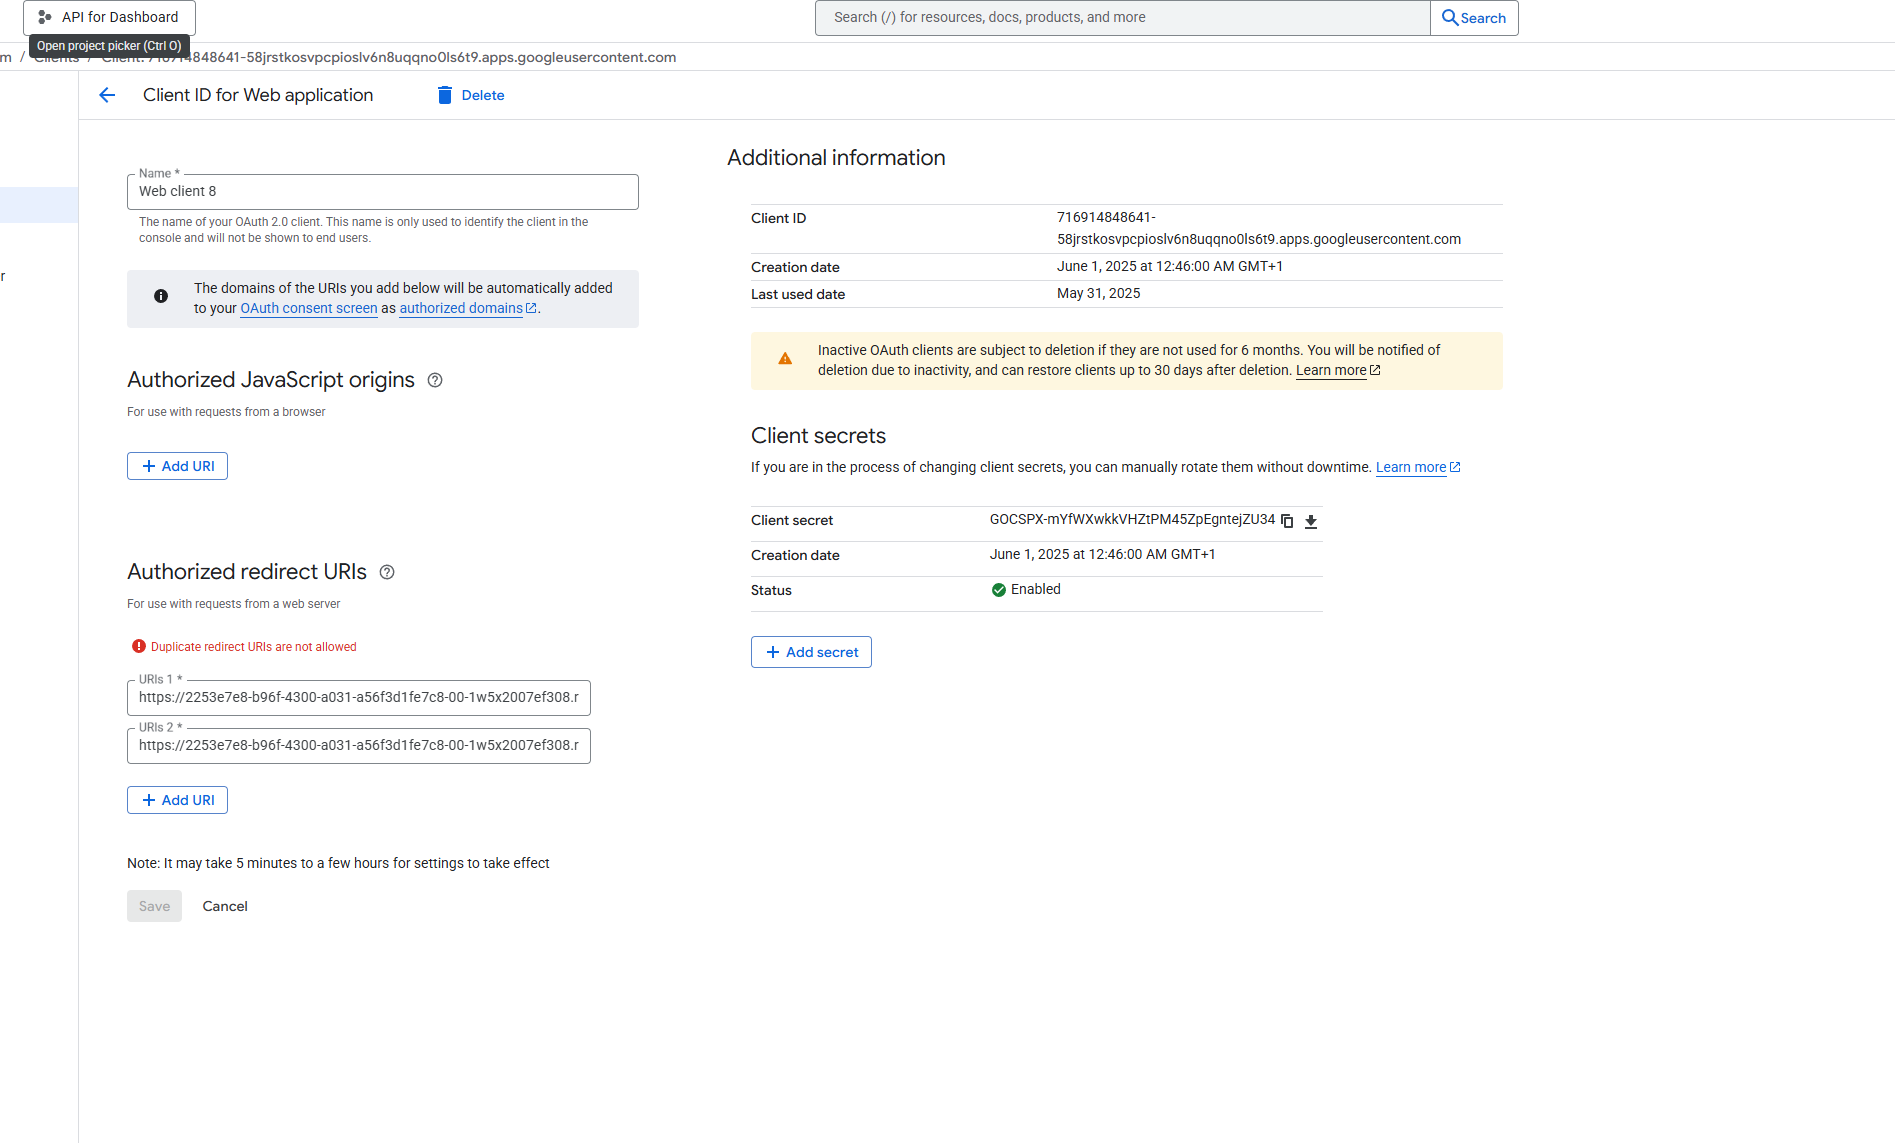 API for Dashboard
Search (/) for resources, docs, products, and more
Search
Open project picker (Ctrl O)
m / Clients / Client: 716914848641-58jrstkosvpcpioslv6n8uqqno0ls6t9.apps.googleusercontent.com
Client ID for Web application
Delete
Name *
Web client 8
The name of your OAuth 2.0 client. This name is only used to identify the client in the
console and will not be shown to end users.
The domains of the URIs you add below will be automatically added
to your OAuth consent screen as authorized domains.
r
Authorized JavaScript origins
For use with requests from a browser
Add URI
Authorized redirect URIs
For use with requests from a web server
Duplicate redirect URIs are not allowed
URIs 1 *
https://2253e7e8-b96f-4300-a031-a56f3d1fe7c8-00-1w5x2007ef308.r
URIs 2 *
https://2253e7e8-b96f-4300-a031-a56f3d1fe7c8-00-1w5x2007ef308.r
Add URI
Note: It may take 5 minutes to a few hours for settings to take effect
Save
Cancel
Additional information
Client ID
716914848641-
58jrstkosvpcpioslv6n8uqqno0ls6t9.apps.googleusercontent.com
Creation date
June 1, 2025 at 12:46:00 AM GMT+1
Last used date
May 31, 2025
Inactive OAuth clients are subject to deletion if they are not used for 6 months. You will be notified of
deletion due to inactivity, and can restore clients up to 30 days after deletion. Learn more
Client secrets
If you are in the process of changing client secrets, you can manually rotate them without downtime. Learn more
Client secret
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
Creation date
June 1, 2025 at 12:46:00 AM GMT+1
Status
Enabled
Add secret